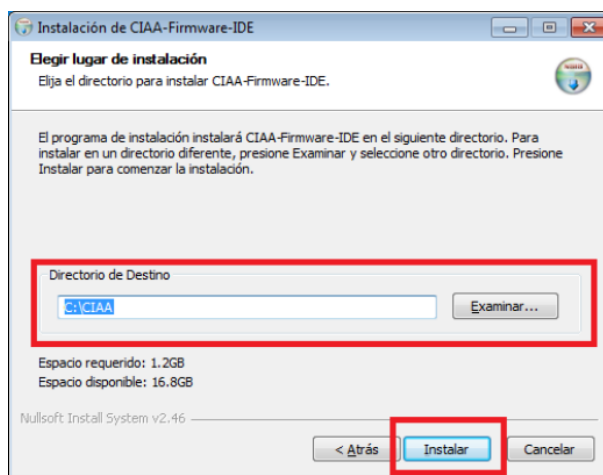 Instalación de CIAA-Firmware-IDE
Elegir lugar de instalación
Elija el directorio para instalar CIAA-Firmware-IDE.
El programa de instalación instalará CIAA-Firmware-IDE en el siguiente directorio. Para
instalar en un directorio diferente, presione Examinar y seleccione otro directorio. Presione
Instalar para comenzar la instalación.
Directorio de Destino
C:\CIAA
Examinar...
Espacio requerido: 1.2GB
Espacio disponible: 16.8GB
Nullsoft Install System v2.46
< Atrás
Instalar
Cancelar